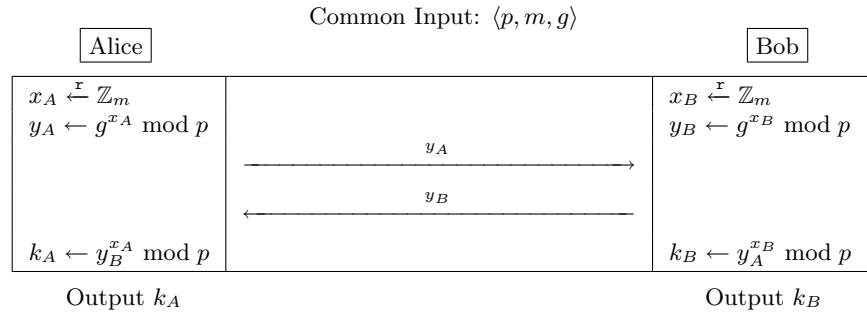 Common Input: ⟨p, m, g⟩
Alice
Bob
x_A ←^r ℤ_m
x_B ←^r ℤ_m
y_A ← g^{x_A} mod p
y_B ← g^{x_B} mod p
y_A
y_B
k_A ← y_B^{x_A} mod p
k_B ← y_A^{x_B} mod p
Output k_A
Output k_B